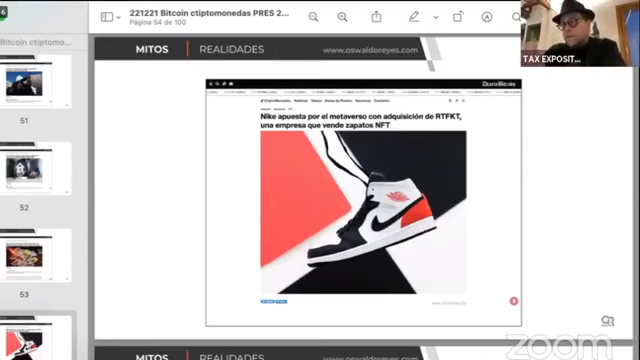 221221 Bitcoin ctiptomonedas PRES 2...
Página 54 de 100
Bitcoin ctiptomonedas
51
52
53
MITOS
REALIDADES
www.oswaldoreyes.com
DiarioBitcoin
Nike apuesta por el metaverso con adquisición de RTFKT,
una empresa que vende zapatos NFT
TAX EXPOSIT...
MITOS
REALIDADES
www.oswaldoreyes.com
zoom